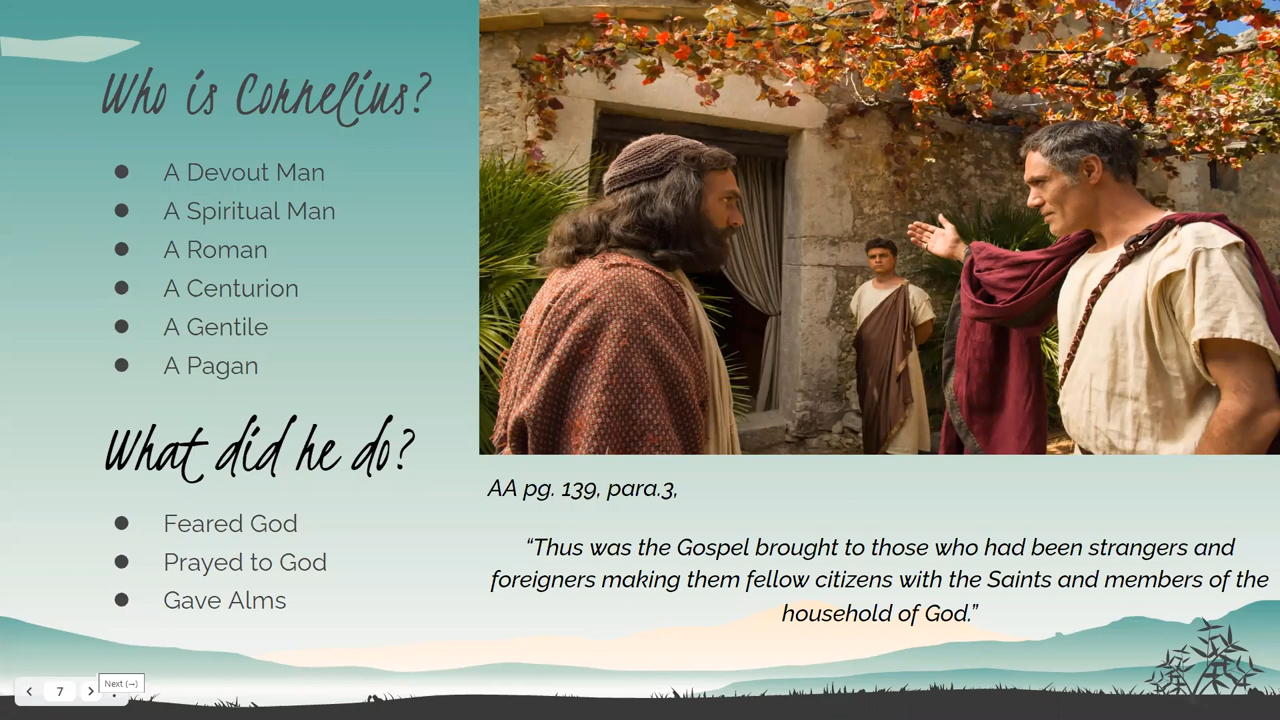 Who is Cornelius?
● A Devout Man
● A Spiritual Man
● A Roman
● A Centurion
● A Gentile
● A Pagan
What did he do?
● Feared God
● Prayed to God
● Gave Alms
AA pg. 139, para.3,
“Thus was the Gospel brought to those who had been strangers and
foreigners making them fellow citizens with the Saints and members of the
household of God.”
7
Next (→)